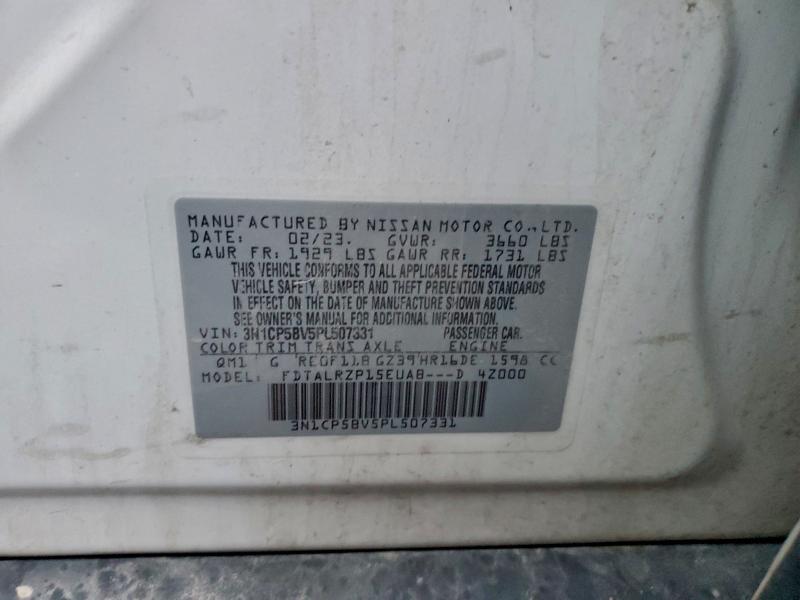 MANUFACTURED BY NISSAN MOTOR CO.,LTD.
DATE: 02/23. GVWR: 3660 LBS
GAWR FR: 1929 LBS GAWR RR: 1731 LBS
THIS VEHICLE CONFORMS TO ALL APPLICABLE FEDERAL MOTOR
VEHICLE SAFETY, BUMPER AND THEFT PREVENTION STANDARDS
IN EFFECT ON THE DATE OF MANUFACTURE SHOWN ABOVE.
SEE OWNER'S MANUAL FOR ADDITIONAL INFORMATION.
VIN: 3N1CP5BV5PL507331 PASSENGER CAR.
COLOR TRIM TRANS AXLE ENGINE
QM1 G RE0F11B GZ39 HR16DE 1598 CC
MODEL: FDTALRZP15EUAB---D 4Z000
3N1CP5BV5PL507331